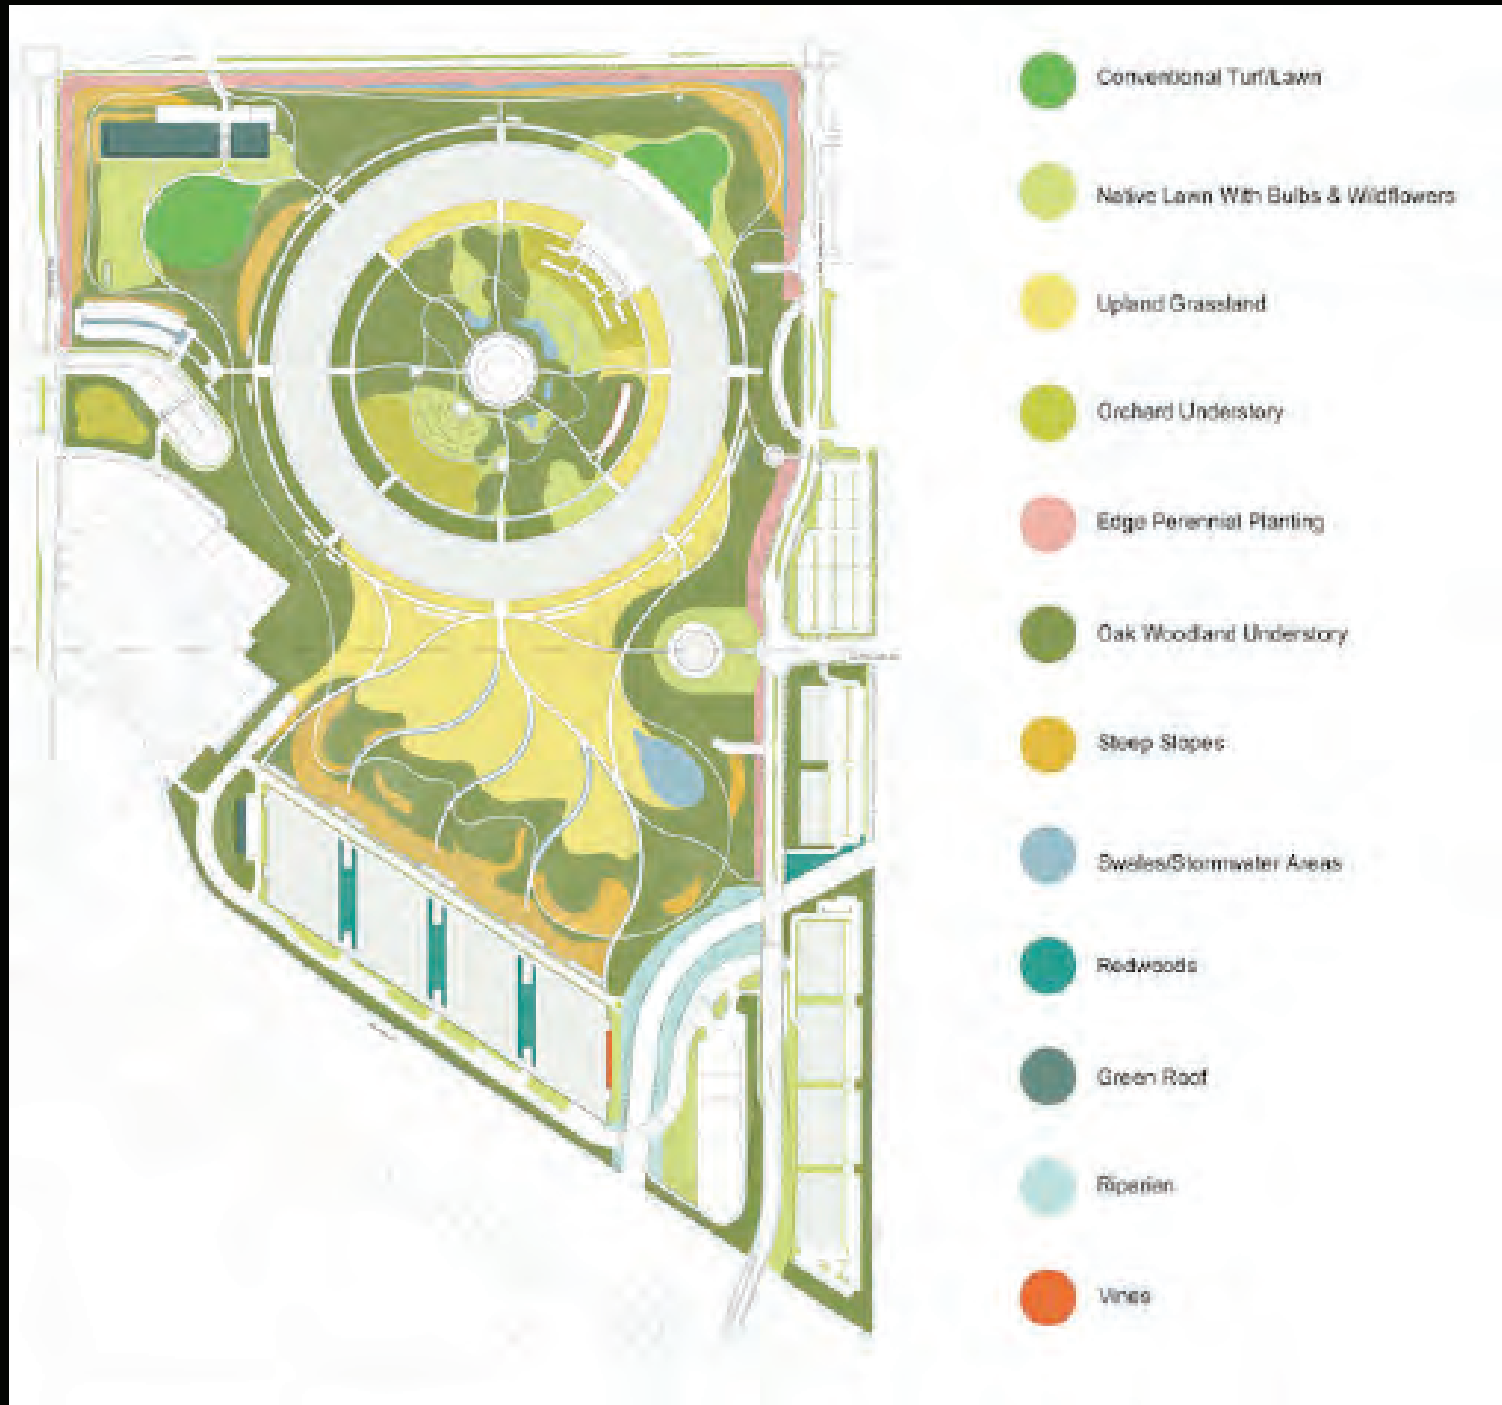 Conventional Turf/Lawn
Native Lawn With Bulbs & Wildflowers
Upland Grassland
Orchard Understory
Edge Perennial Planting
Oak Woodland Understory
Steep Slopes
Swales/Stormwater Areas
Redwoods
Green Roof
Riparian
Vines